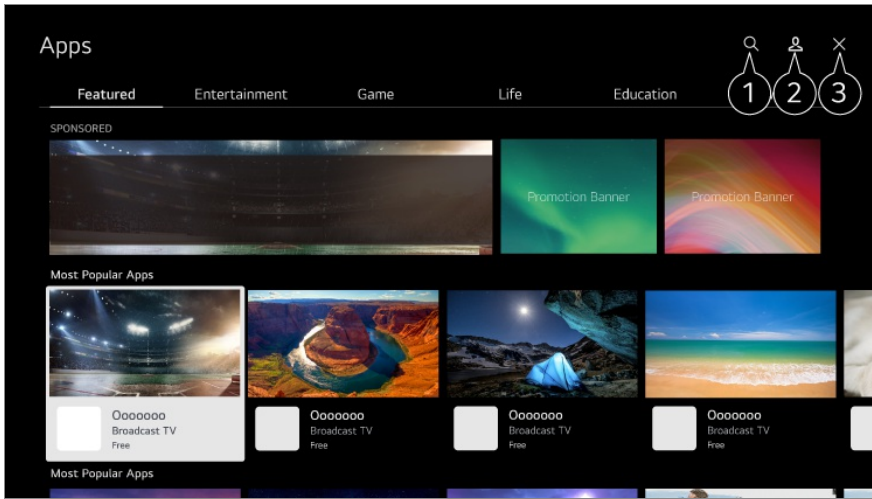 Apps
Featured Entertainment Game Life Education
1 2 3
SPONSORED
Promotion Banner Promotion Banner
Most Popular Apps
Ooooooo Ooooooo Ooooooo Ooooooo
Broadcast TV Broadcast TV Broadcast TV Broadcast TV
Free Free Free Free
Most Popular Apps